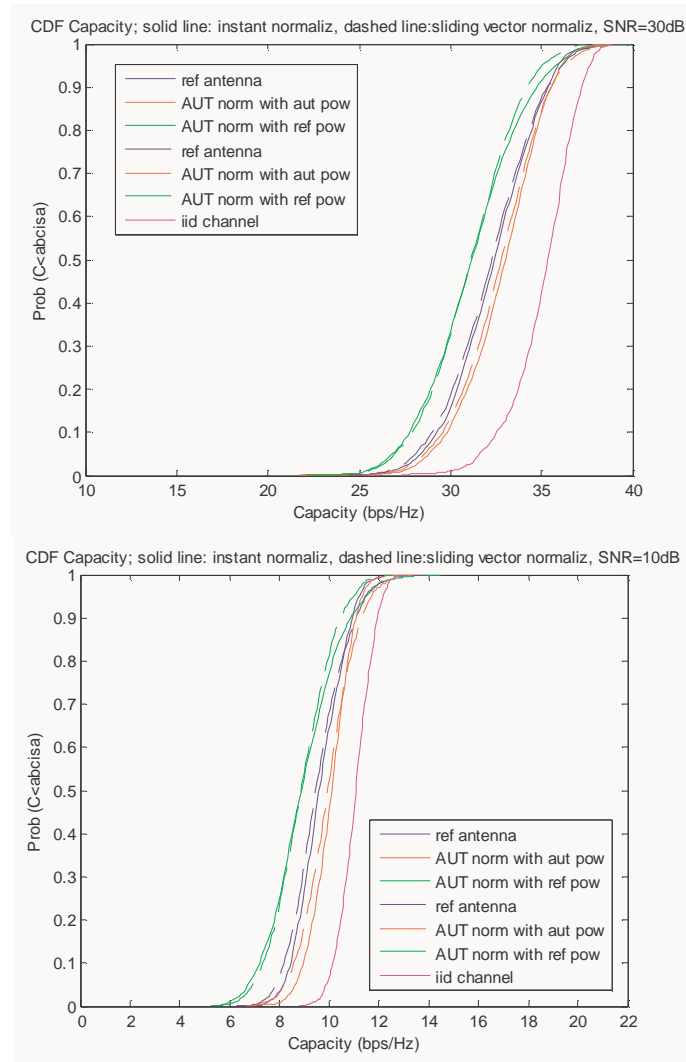 CDF Capacity; solid line: instant normaliz, dashed line:sliding vector normaliz, SNR=30dB
1
0.9
0.8
0.7
0.6
0.5
0.4
0.3
0.2
0.1
0
Prob (C<abcisa)
ref antenna
AUT norm with aut pow
AUT norm with ref pow
ref antenna
AUT norm with aut pow
AUT norm with ref pow
iid channel
10 15 20 25 30 35 40
Capacity (bps/Hz)
CDF Capacity; solid line: instant normaliz, dashed line:sliding vector normaliz, SNR=10dB
1
0.9
0.8
0.7
0.6
0.5
0.4
0.3
0.2
0.1
0
Prob (C<abcisa)
ref antenna
AUT norm with aut pow
AUT norm with ref pow
ref antenna
AUT norm with aut pow
AUT norm with ref pow
iid channel
0 2 4 6 8 10 12 14 16 18 20 22
Capacity (bps/Hz)